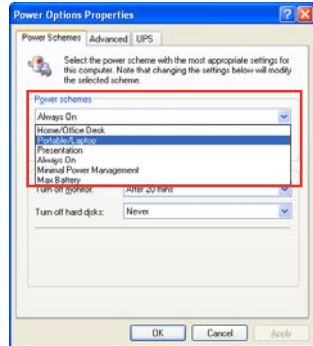 Power Options Properties
Power Schemes Advanced UPS
Select the power scheme with the most appropriate settings for
this computer. Note that changing the settings below will modify
the selected scheme.
Power schemes
Always On
Home/Office Desk
Portable/Laptop
Presentation
Always On
Minimal Power Management
Max Battery
Turn off monitor: After 20 mins
Turn off hard disks: Never
OK Cancel Apply